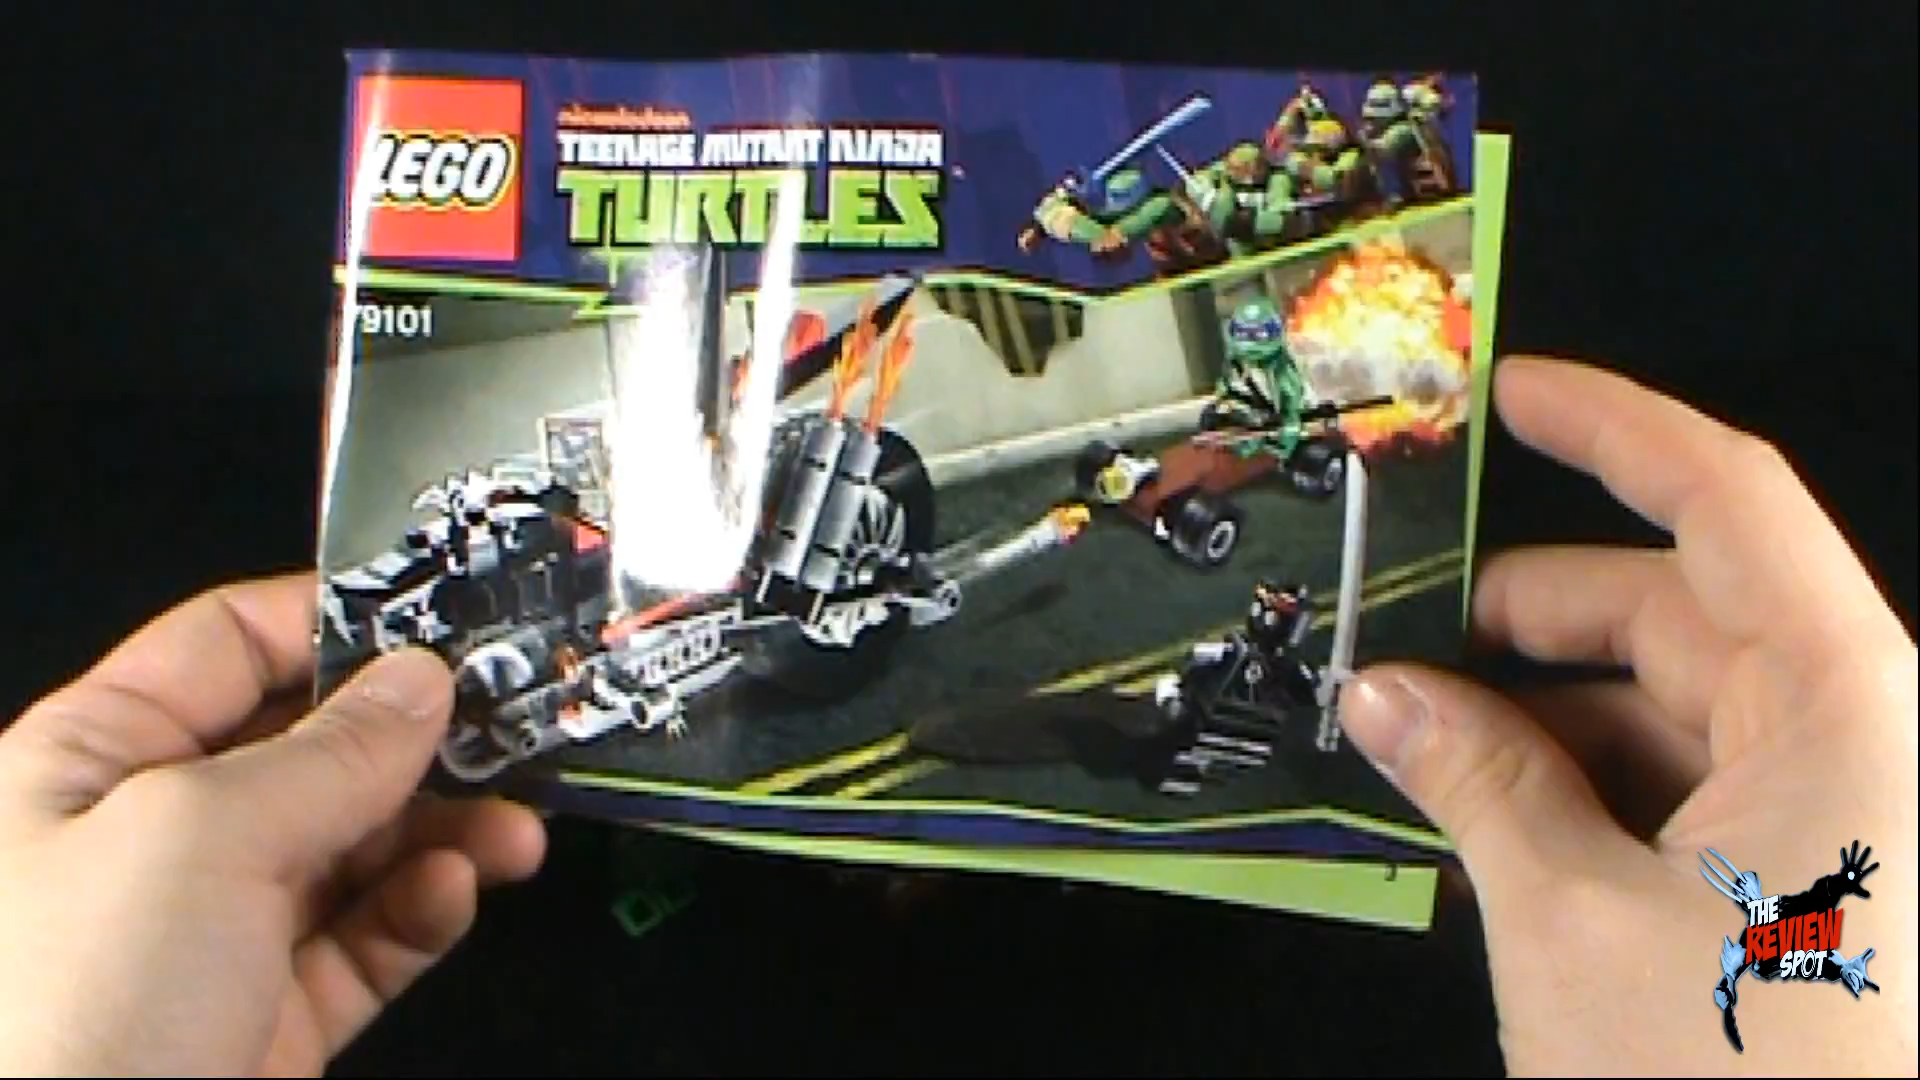 LEGO
nickelodeon
TEENAGE MUTANT NINJA
TURTLES
79101
THE
REVIEW
SPOT